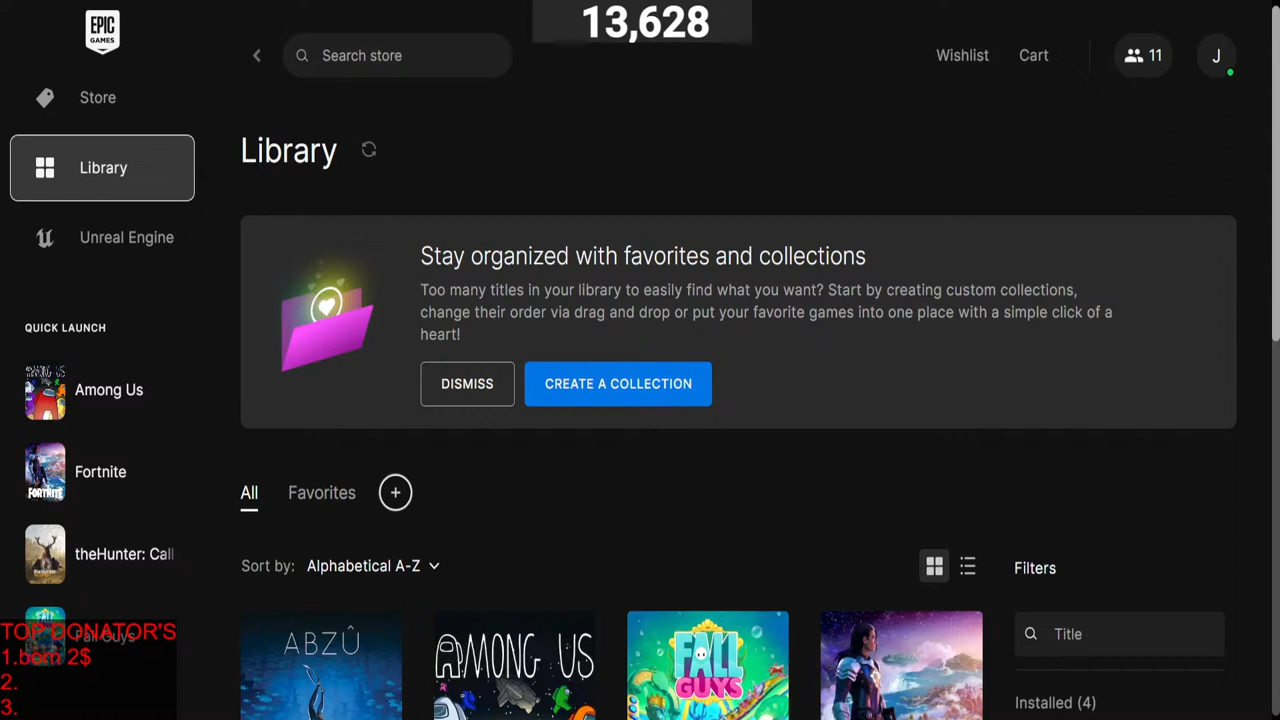 EPIC
GAMES
13,628
Search store
Wishlist
Cart
11
J
Store
Library
Unreal Engine
Library
Stay organized with favorites and collections
Too many titles in your library to easily find what you want? Start by creating custom collections,
change their order via drag and drop or put your favorite games into one place with a simple click of a
heart!
DISMISS
CREATE A COLLECTION
QUICK LAUNCH
AMONG US
Among Us
FORTNITE
Fortnite
theHunter: Call
Fall Guys
TOP DONATOR'S
1.bom 2$
2.
3.
All
Favorites
+
Sort by:
Alphabetical A-Z
Filters
Title
Installed (4)
ABZÛ
AMONG US
FALL
GUYS